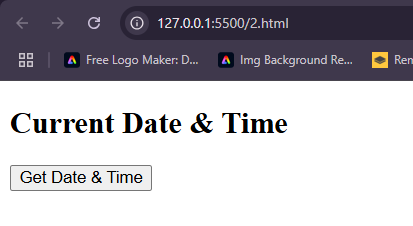 127.0.0.1:5500/2.html
Free Logo Maker: D... Img Background Re...
Current Date & Time
Get Date & Time